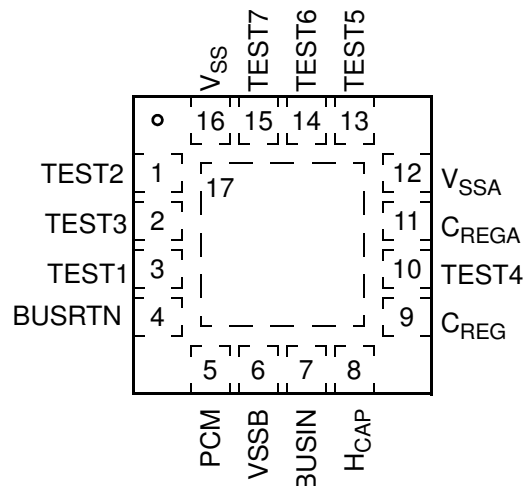 VSS
TEST7
TEST6
TEST5
16
15
14
13
TEST2
1
17
12
VSSA
TEST3
2
11
CREGA
TEST1
3
10
TEST4
BUSRTN
4
9
CREG
5
6
7
8
PCM
VSSB
BUSIN
HCAP